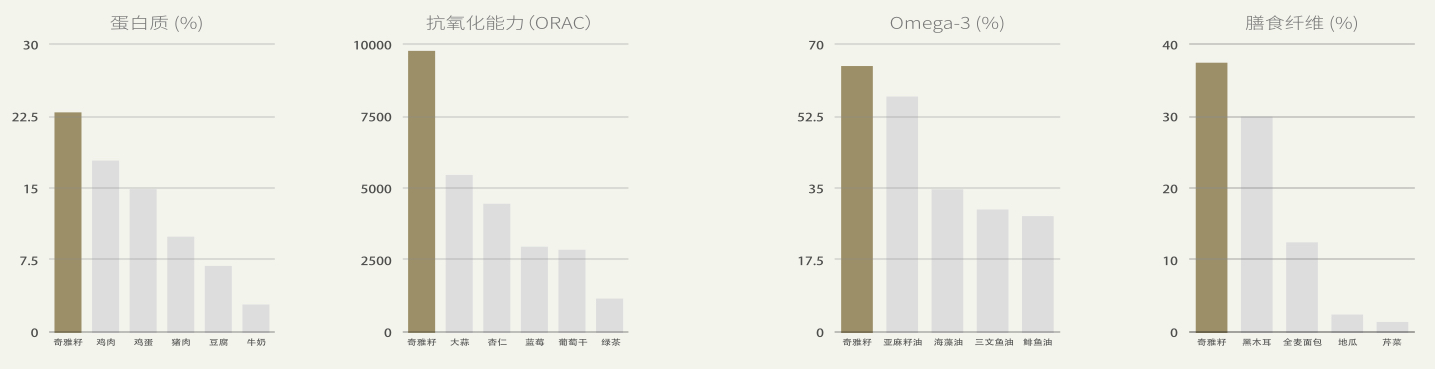 蛋白质 (%)
30
22.5
15
7.5
0
奇雅籽 鸡肉 鸡蛋 猪肉 豆腐 牛奶
抗氧化能力（ORAC）
10000
7500
5000
2500
0
奇雅籽 大蒜 杏仁 蓝莓 葡萄干 绿茶
Omega-3 (%)
70
52.5
35
17.5
0
奇雅籽 亚麻籽油 海藻油 三文鱼油 鲱鱼油
膳食纤维 (%)
40
30
20
10
0
奇雅籽 黑木耳 全麦面包 地瓜 芹菜